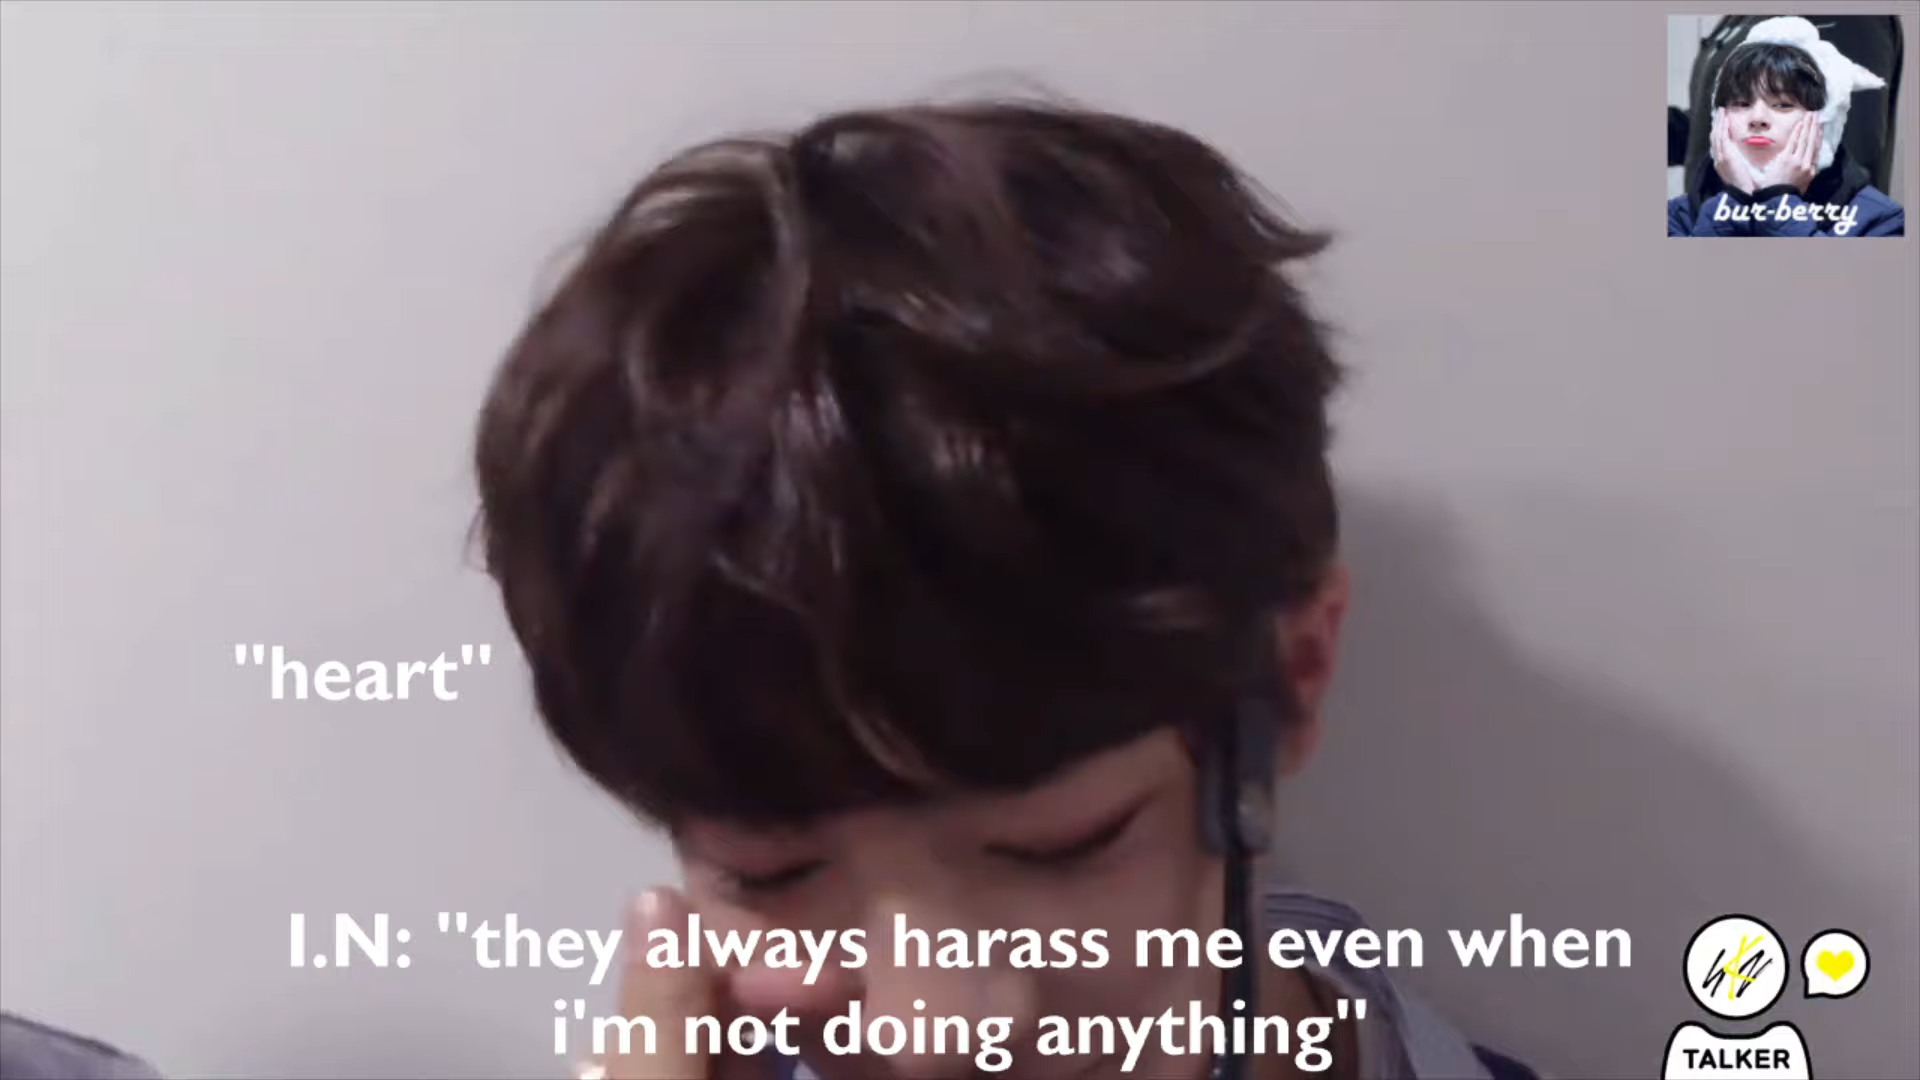 bur-berry
"heart"
I.N: "they always harass me even when
i'm not doing anything"
TALKER